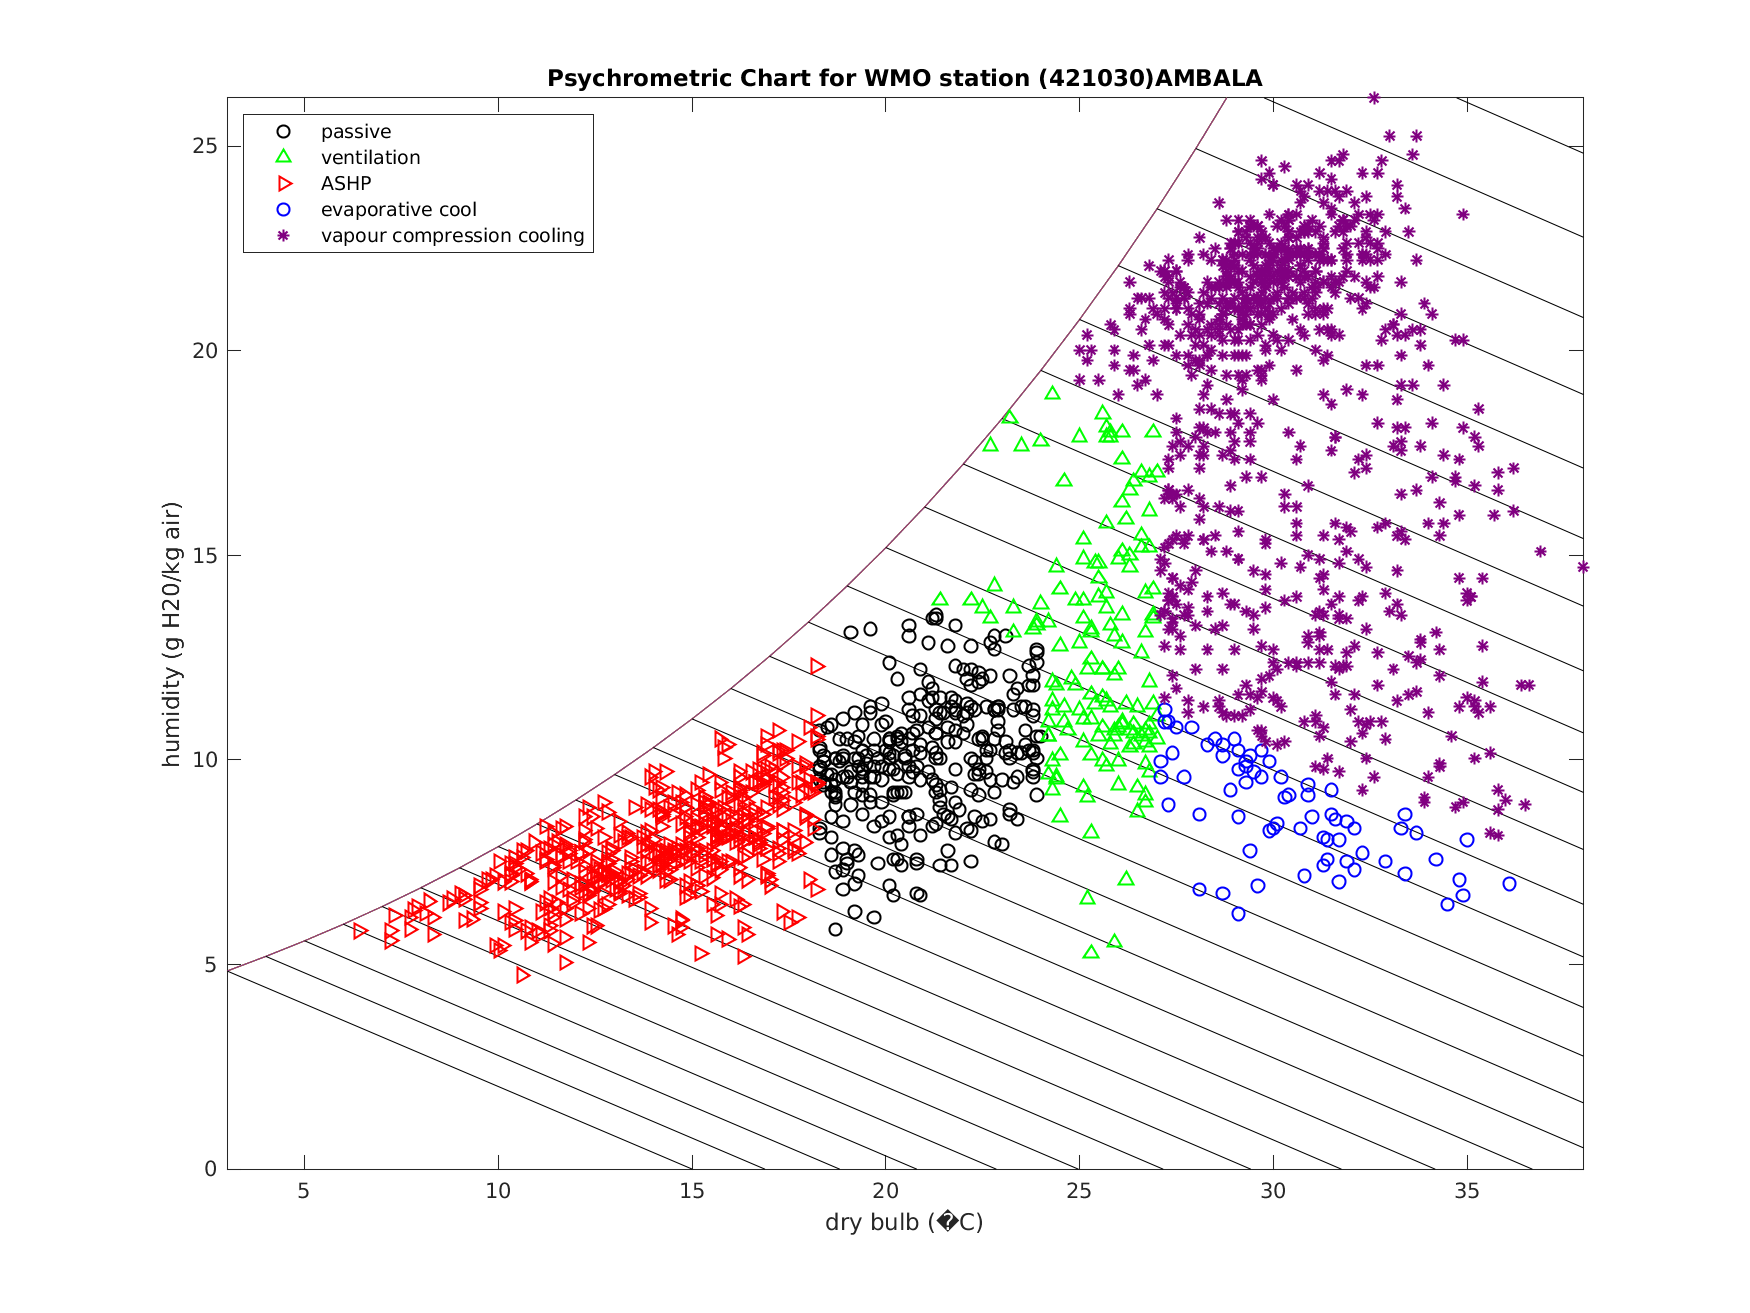 Psychrometric Chart for WMO station (421030)AMBALA
passive
ventilation
ASHP
evaporative cool
vapour compression cooling
humidity (g H20/kg air)
25
20
15
10
5
0
5 10 15 20 25 30 35
dry bulb (�C)